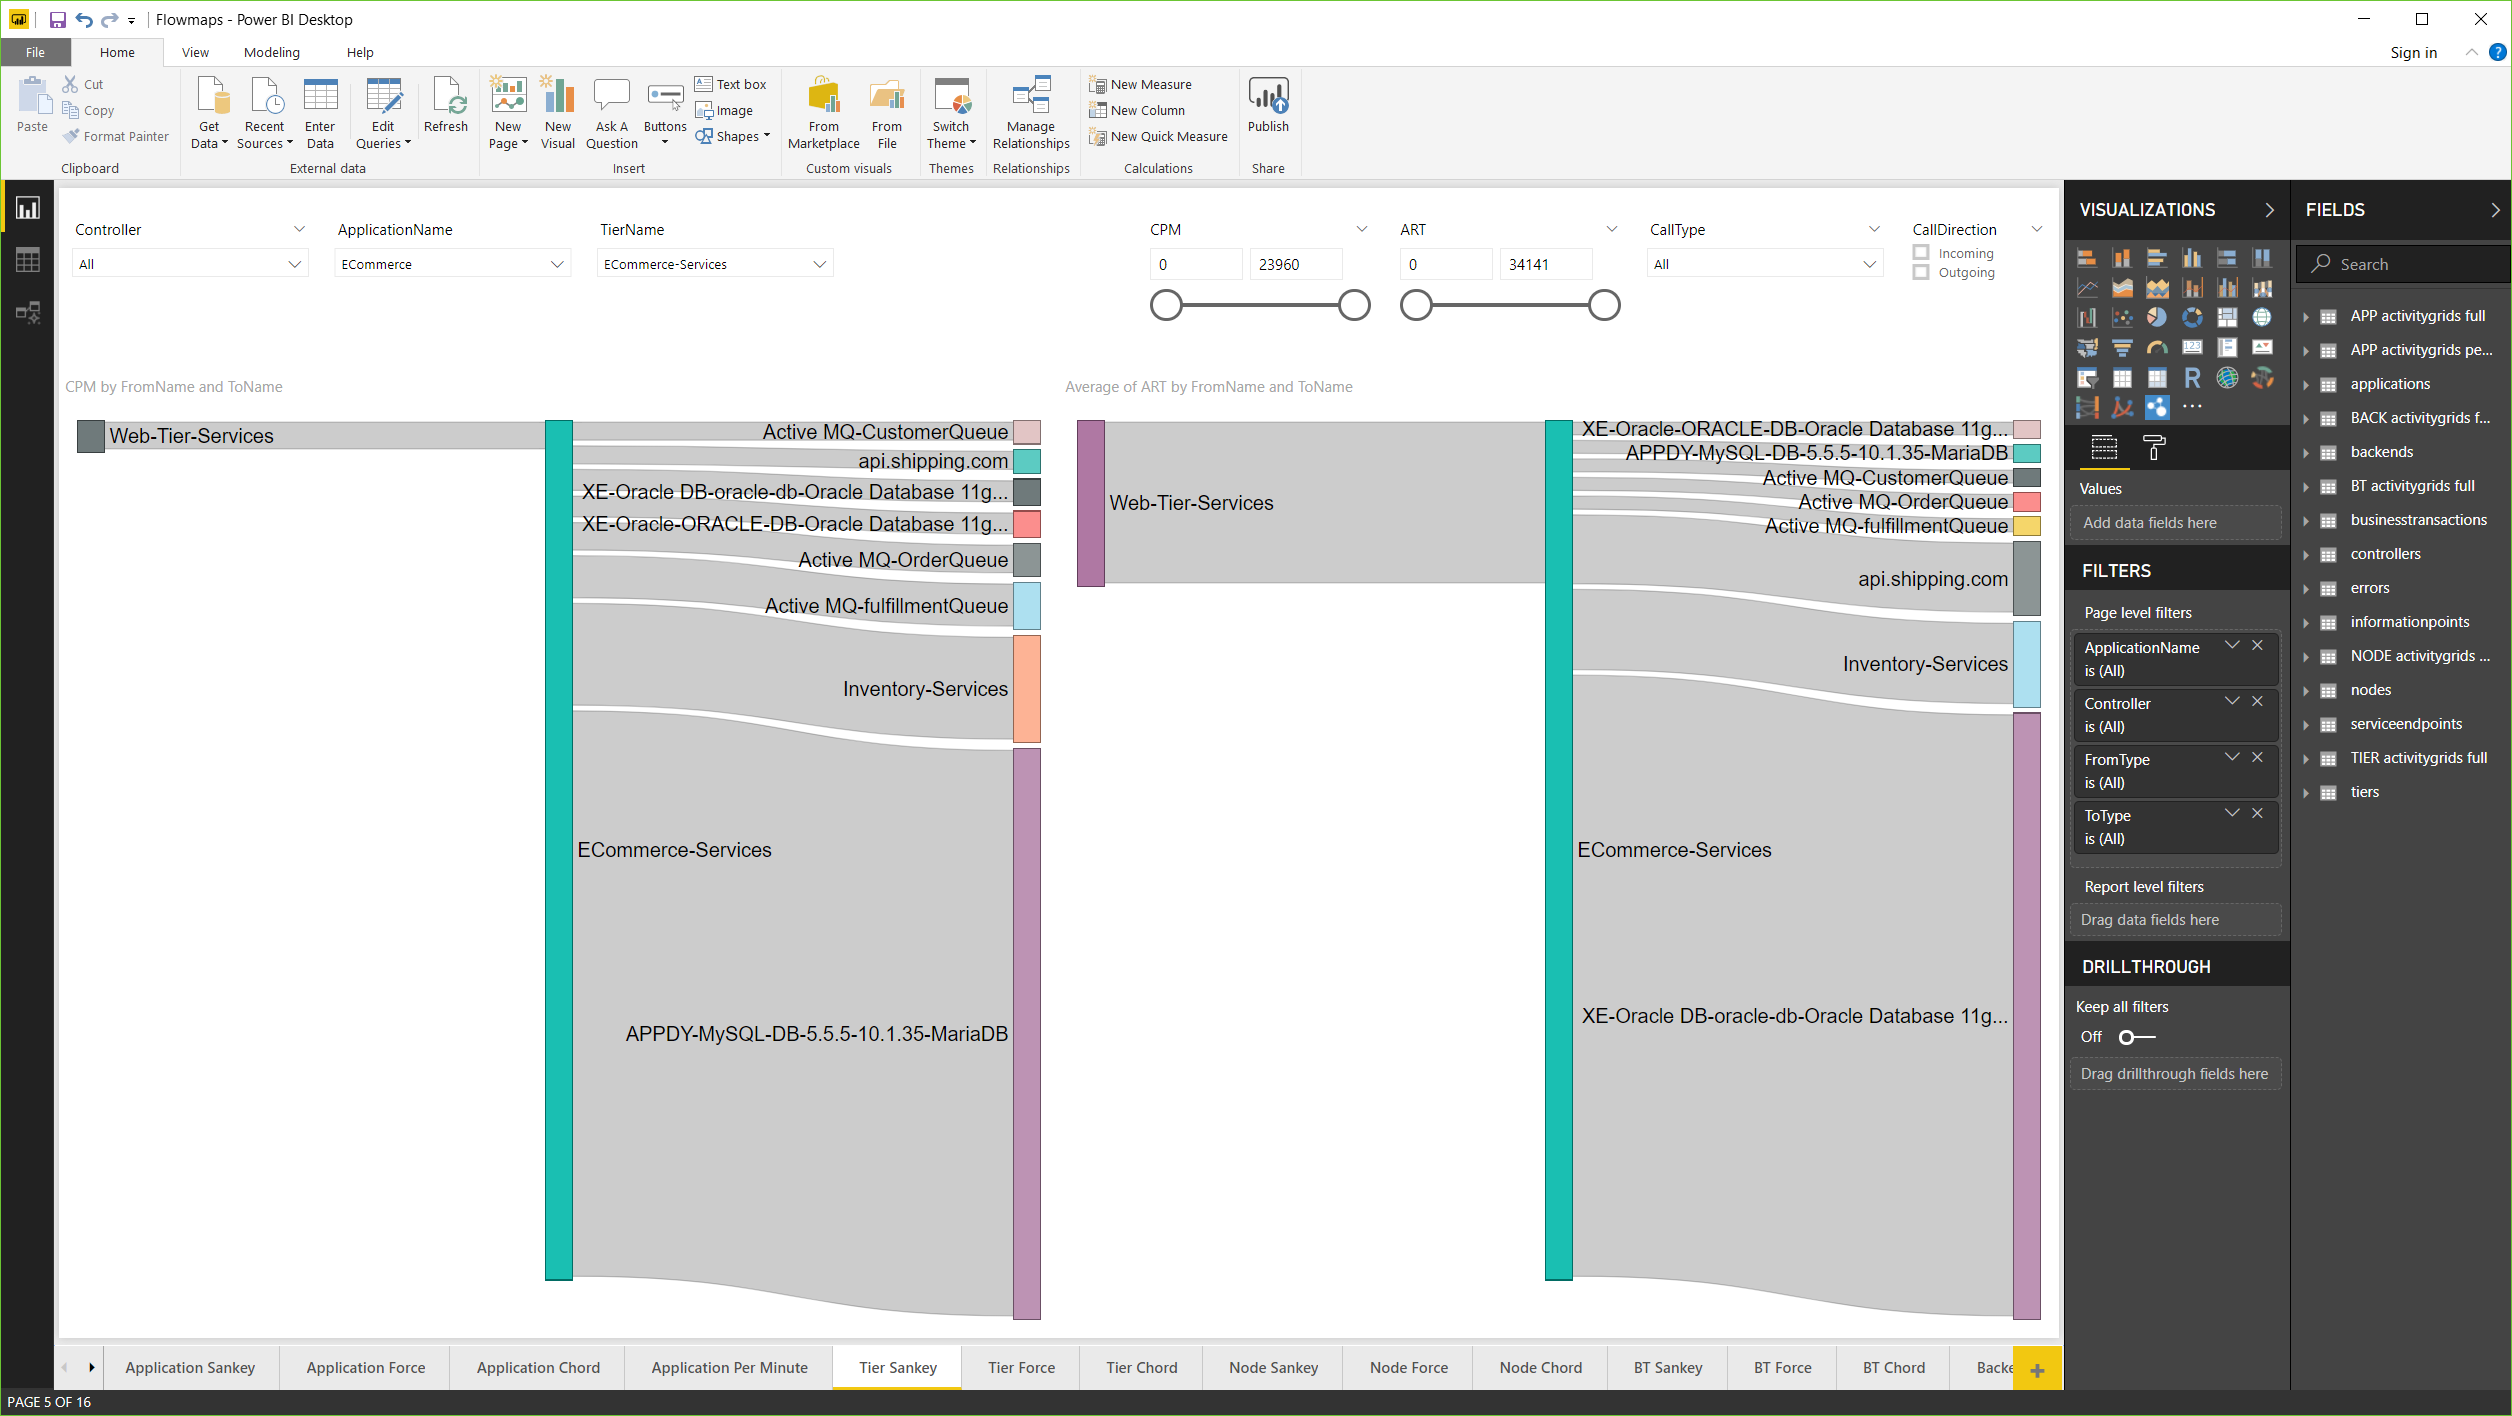 Flowmaps - Power BI Desktop
File Home View Modeling Help Sign in
Paste
Cut
Copy
Format Painter
Clipboard
Get Data
Recent Sources
Enter Data
Edit Queries
Refresh
External data
New Page
New Visual
Ask A Question
Buttons
Text box
Image
Shapes
Insert
From Marketplace
From File
Custom visuals
Switch Theme
Themes
Manage Relationships
Relationships
New Measure
New Column
New Quick Measure
Calculations
Publish
Share
Controller
All
ApplicationName
ECommerce
TierName
ECommerce-Services
CPM
0 23960
ART
0 34141
CallType
All
CallDirection
Incoming
Outgoing
CPM by FromName and ToName
Web-Tier-Services
Active MQ-CustomerQueue
api.shipping.com
XE-Oracle DB-oracle-db-Oracle Database 11g...
XE-Oracle-ORACLE-DB-Oracle Database 11g...
Active MQ-OrderQueue
Active MQ-fulfillmentQueue
Inventory-Services
ECommerce-Services
APPDY-MySQL-DB-5.5.5-10.1.35-MariaDB
Average of ART by FromName and ToName
XE-Oracle-ORACLE-DB-Oracle Database 11g...
APPDY-MySQL-DB-5.5.5-10.1.35-MariaDB
Active MQ-CustomerQueue
Web-Tier-Services
Active MQ-OrderQueue
Active MQ-fulfillmentQueue
api.shipping.com
Inventory-Services
ECommerce-Services
XE-Oracle DB-oracle-db-Oracle Database 11g...
VISUALIZATIONS
123
R
Values
Add data fields here
FILTERS
Page level filters
ApplicationName
is (All)
Controller
is (All)
FromType
is (All)
ToType
is (All)
Report level filters
Drag data fields here
DRILLTHROUGH
Keep all filters
Off
Drag drillthrough fields here
FIELDS
Search
APP activitygrids full
APP activitygrids pe...
applications
BACK activitygrids f...
backends
BT activitygrids full
businesstransactions
controllers
errors
informationpoints
NODE activitygrids ...
nodes
serviceendpoints
TIER activitygrids full
tiers
Application Sankey Application Force Application Chord Application Per Minute Tier Sankey Tier Force Tier Chord Node Sankey Node Force Node Chord BT Sankey BT Force BT Chord Backe
PAGE 5 OF 16